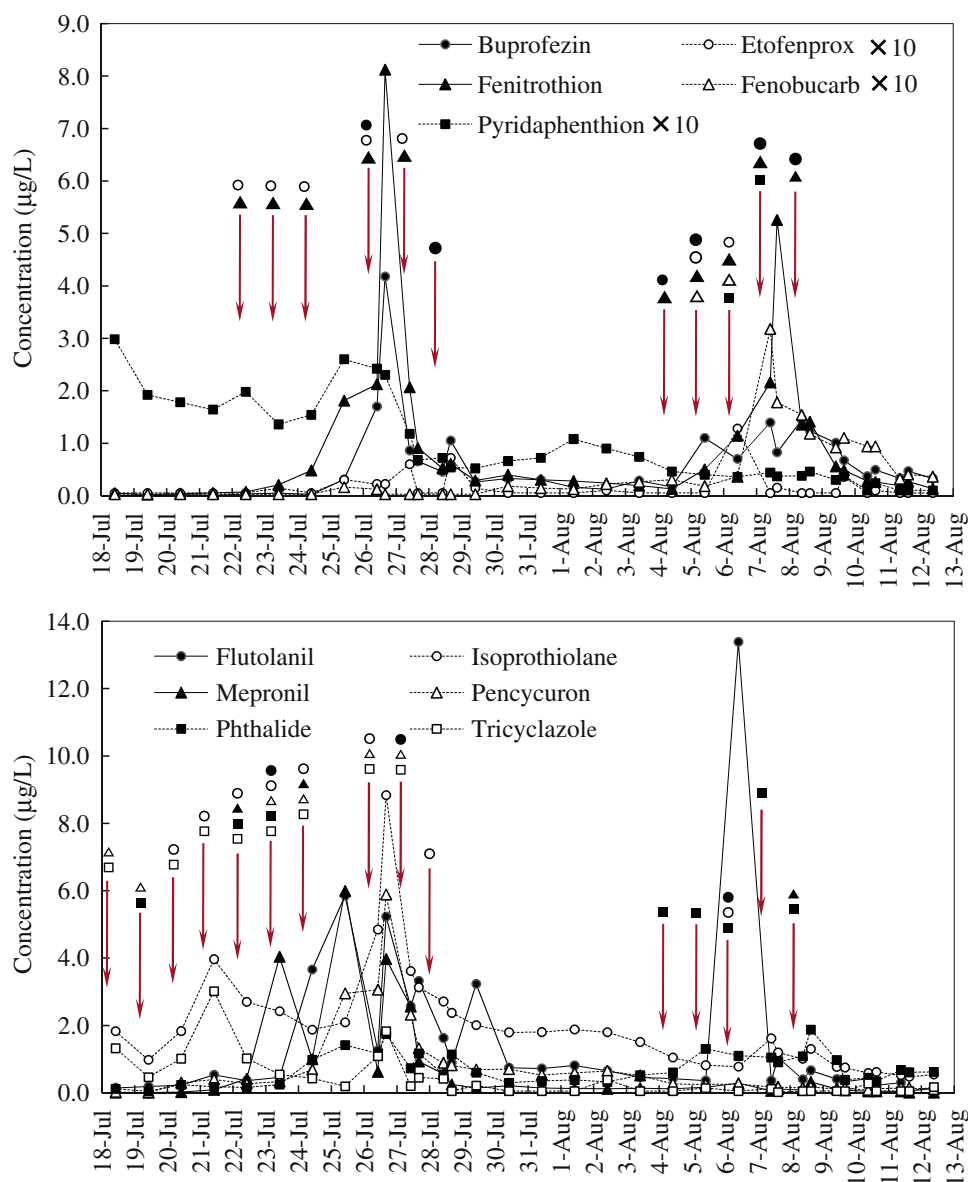 9.0
8.0
7.0
6.0
5.0
4.0
3.0
2.0
1.0
0.0
Concentration (μg/L)
Buprofezin
Etofenprox ×10
Fenitrothion
Fenobucarb ×10
Pyridaphenthion ×10
18-Jul
19-Jul
20-Jul
21-Jul
22-Jul
23-Jul
24-Jul
25-Jul
26-Jul
27-Jul
28-Jul
29-Jul
30-Jul
31-Jul
1-Aug
2-Aug
3-Aug
4-Aug
5-Aug
6-Aug
7-Aug
8-Aug
9-Aug
10-Aug
11-Aug
12-Aug
13-Aug
14.0
12.0
10.0
8.0
6.0
4.0
2.0
0.0
Concentration (μg/L)
Flutolanil
Isoprothiolane
Mepronil
Pencycuron
Phthalide
Tricyclazole
18-Jul
19-Jul
20-Jul
21-Jul
22-Jul
23-Jul
24-Jul
25-Jul
26-Jul
27-Jul
28-Jul
29-Jul
30-Jul
31-Jul
1-Aug
2-Aug
3-Aug
4-Aug
5-Aug
6-Aug
7-Aug
8-Aug
9-Aug
10-Aug
11-Aug
12-Aug
13-Aug